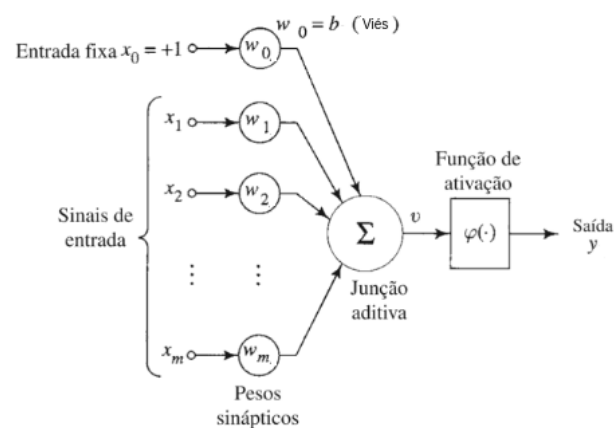 w₀ = b (Viés)
Entrada fixa x₀ = +1
w₀
x₁
w₁
x₂
w₂
Sinais de
entrada
⋮
⋮
xₘ
wₘ
Pesos
sinápticos
Σ
Junção
aditiva
v
Função de
ativação
φ(·)
Saída
y